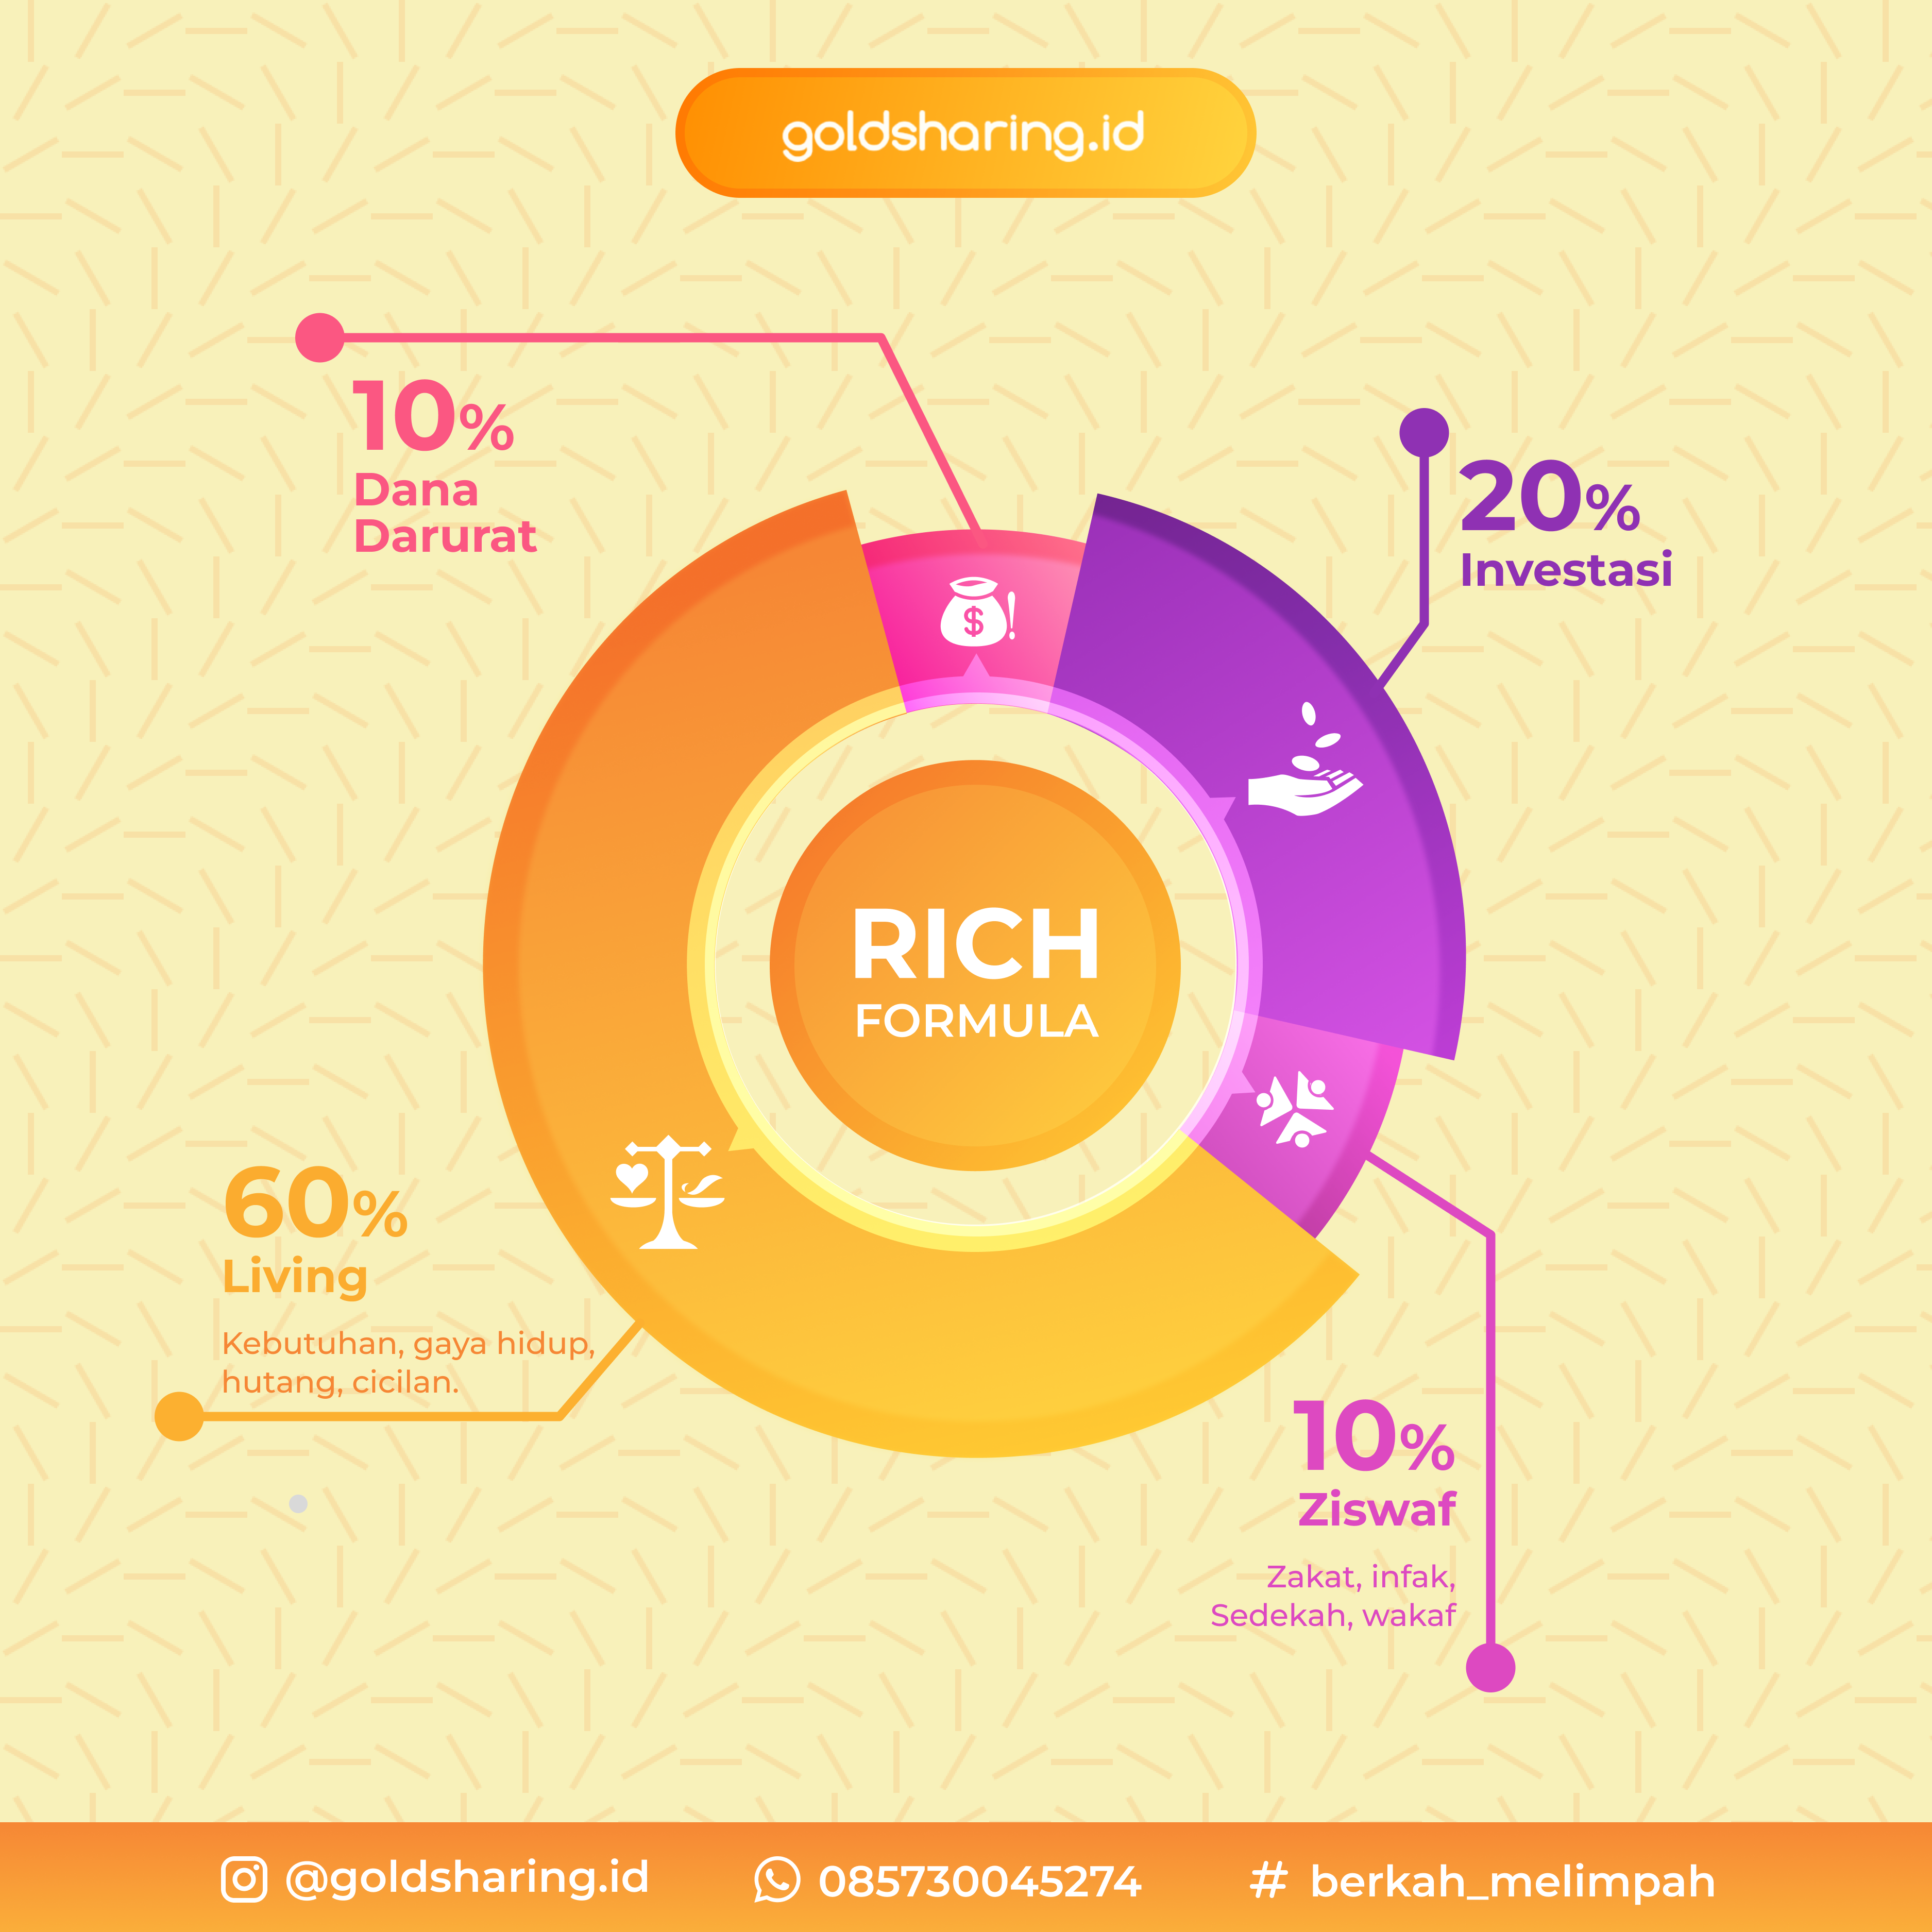 goldsharing.id
10%
Dana
Darurat
20%
Investasi
RICH
FORMULA
60%
Living
Kebutuhan, gaya hidup,
hutang, cicilan.
10%
Ziswaf
Zakat, infak,
Sedekah, wakaf
@goldsharing.id
085730045274
# berkah_melimpah